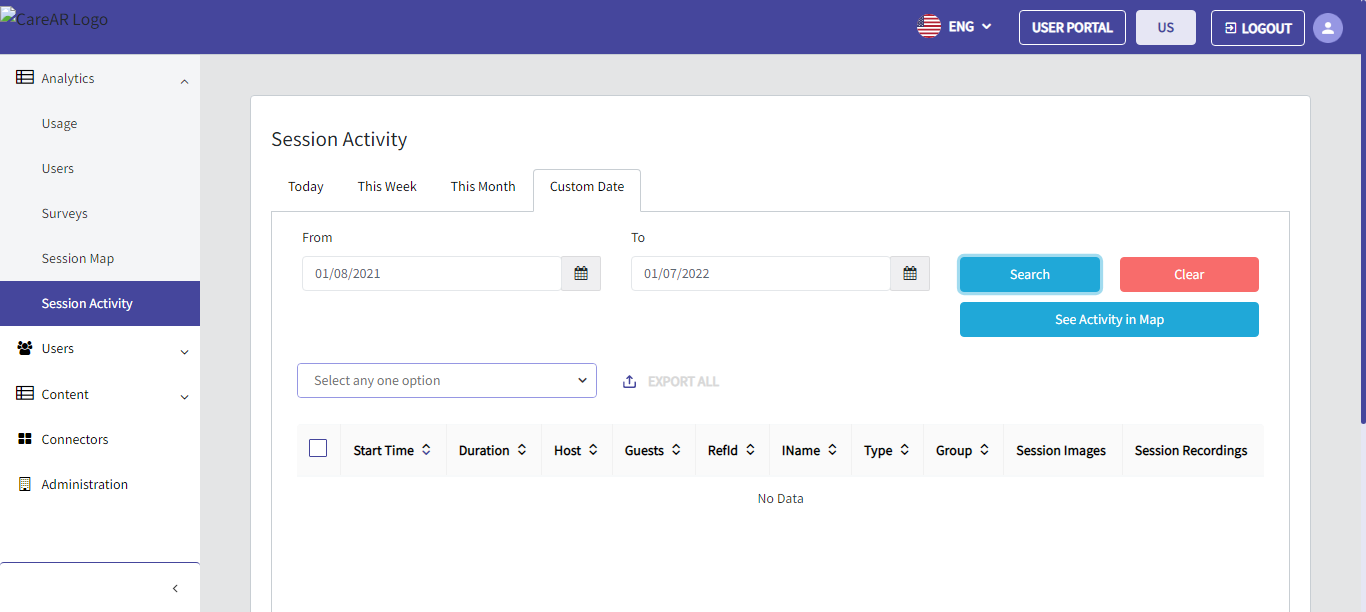 CareAR Logo
ENG
USER PORTAL
US
LOGOUT
Analytics
Usage
Users
Surveys
Session Map
Session Activity
Users
Content
Connectors
Administration
Session Activity
Today This Week This Month Custom Date
From To
01/08/2021 01/07/2022 Search Clear
See Activity in Map
Select any one option EXPORT ALL
Start Time Duration Host Guests RefId IName Type Group Session Images Session Recordings
No Data